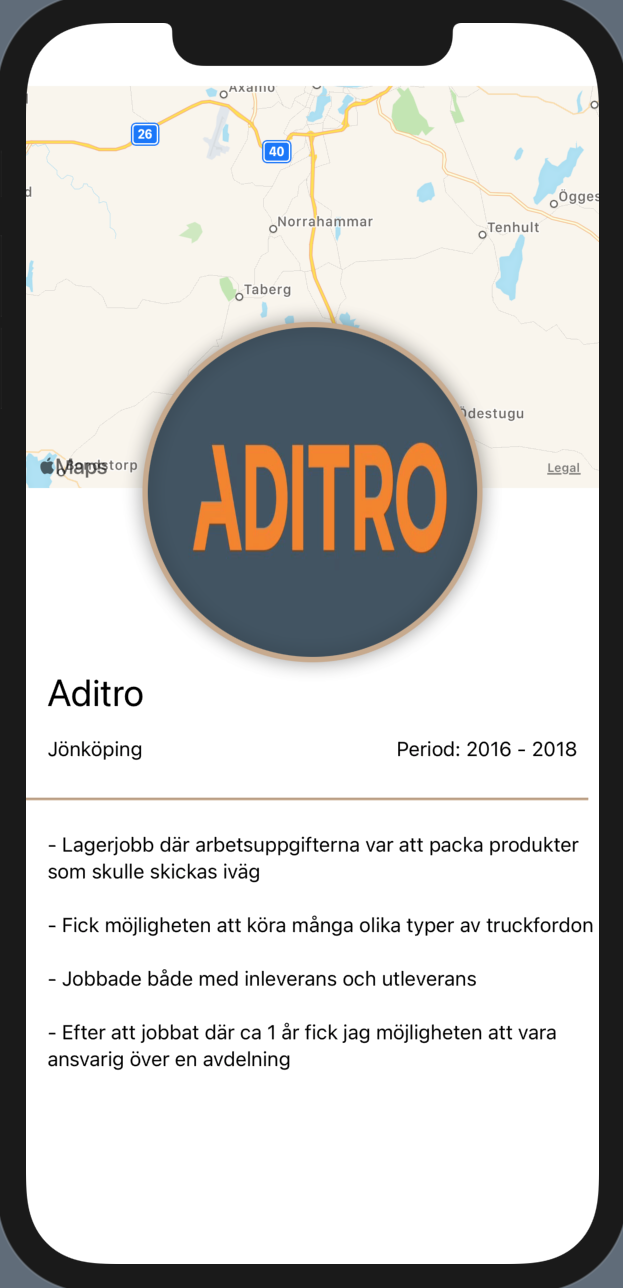 Axamo
26
40
Ögges
Norrahammar
Tenhult
Taberg
ödestugu
Maps
Bondstorp
Legal
ADITRO
Aditro
Jönköping
Period: 2016 - 2018
- Lagerjobb där arbetsuppgifterna var att packa produkter
som skulle skickas iväg
- Fick möjligheten att köra många olika typer av truckfordon
- Jobbade både med inleverans och utleverans
- Efter att jobbat där ca 1 år fick jag möjligheten att vara
ansvarig över en avdelning